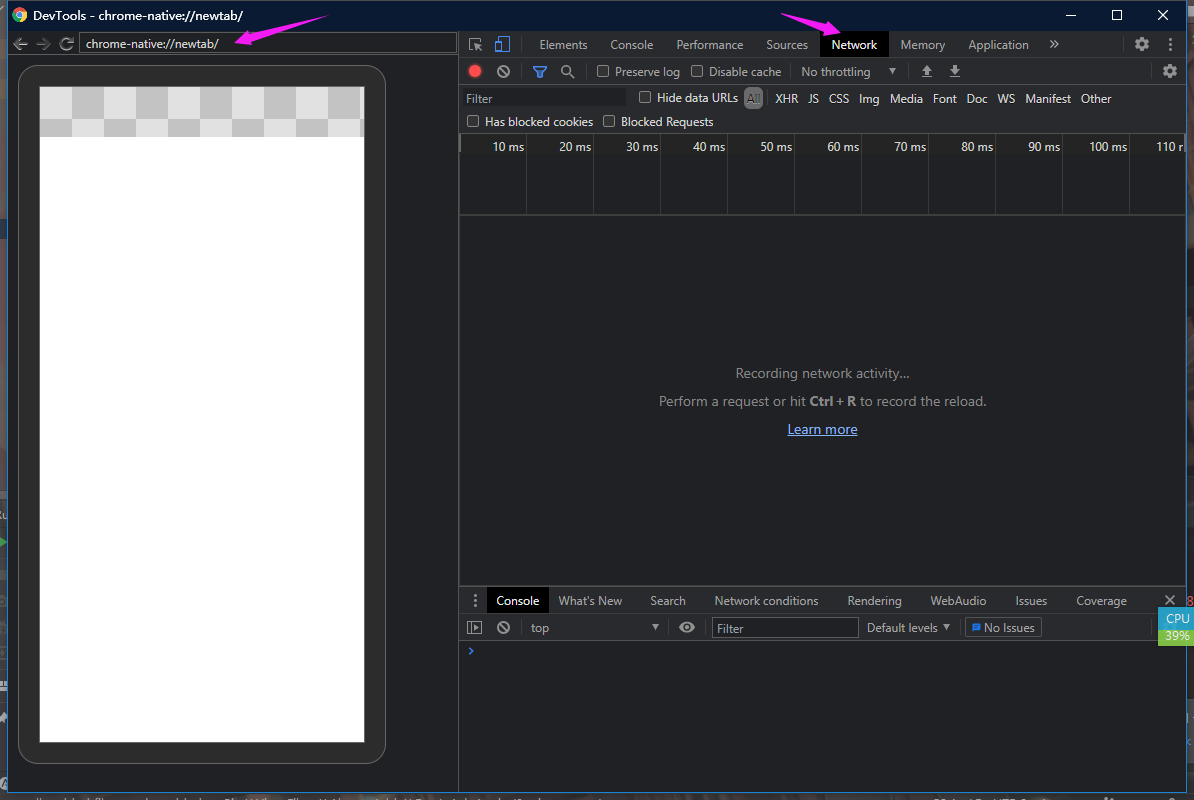 DevTools - chrome-native://newtab/
chrome-native://newtab/
Elements Console Performance Sources Network Memory Application »
Preserve log Disable cache No throttling
Filter Hide data URLs All XHR JS CSS Img Media Font Doc WS Manifest Other
Has blocked cookies Blocked Requests
10 ms 20 ms 30 ms 40 ms 50 ms 60 ms 70 ms 80 ms 90 ms 100 ms 110
Recording network activity...
Perform a request or hit Ctrl + R to record the reload.
Learn more
Console What's New Search Network conditions Rendering WebAudio Issues Coverage
top Filter Default levels No Issues
CPU
39%